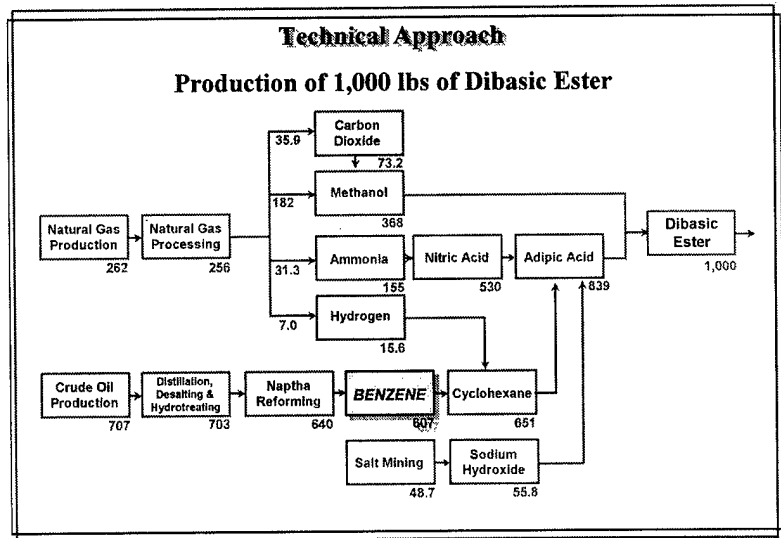 Technical Approach
Production of 1,000 lbs of Dibasic Ester
35.9
Carbon
Dioxide
73.2
182
Methanol
368
Natural Gas
Production
262
Natural Gas
Processing
256
31.3
Ammonia
155
Nitric Acid
530
Adipic Acid
839
Dibasic
Ester
1,000
7.0
Hydrogen
15.6
Crude Oil
Production
707
Distillation,
Desalting &
Hydrotreating
703
Naptha
Reforming
640
BENZENE
607
Cyclohexane
651
Salt Mining
48.7
Sodium
Hydroxide
55.8